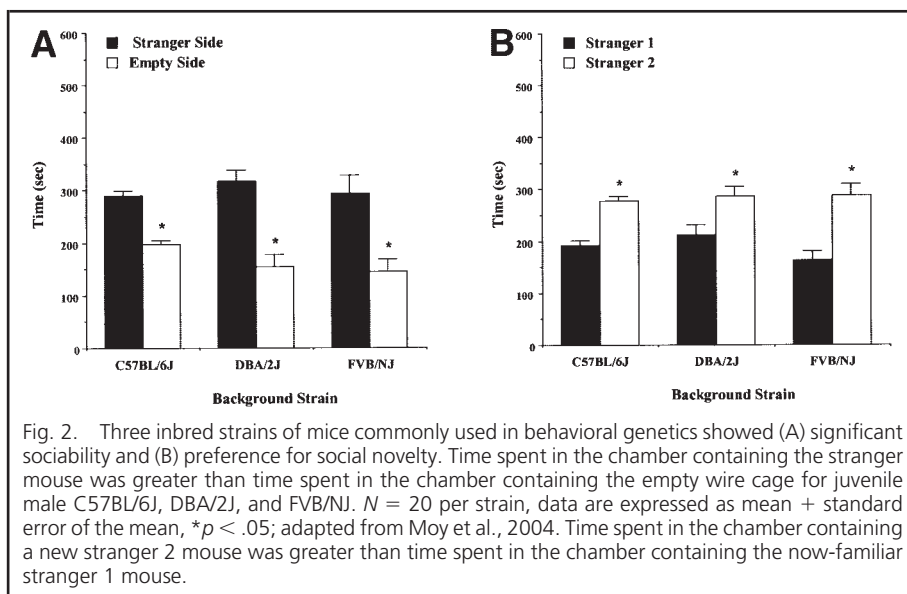 A
Stranger Side
Empty Side
600
500
400
300
200
100
0
Time (sec)
*
*
*
C57BL/6J DBA/2J FVB/NJ
Background Strain
B
Stranger 1
Stranger 2
600
500
400
300
200
100
0
Time (sec)
*
*
*
C57BL/6J DBA/2J FVB/NJ
Background Strain
Fig. 2. Three inbred strains of mice commonly used in behavioral genetics showed (A) significant
sociability and (B) preference for social novelty. Time spent in the chamber containing the stranger
mouse was greater than time spent in the chamber containing the empty wire cage for juvenile
male C57BL/6J, DBA/2J, and FVB/NJ. N = 20 per strain, data are expressed as mean + standard
error of the mean, *p < .05; adapted from Moy et al., 2004. Time spent in the chamber containing
a new stranger 2 mouse was greater than time spent in the chamber containing the now-familiar
stranger 1 mouse.